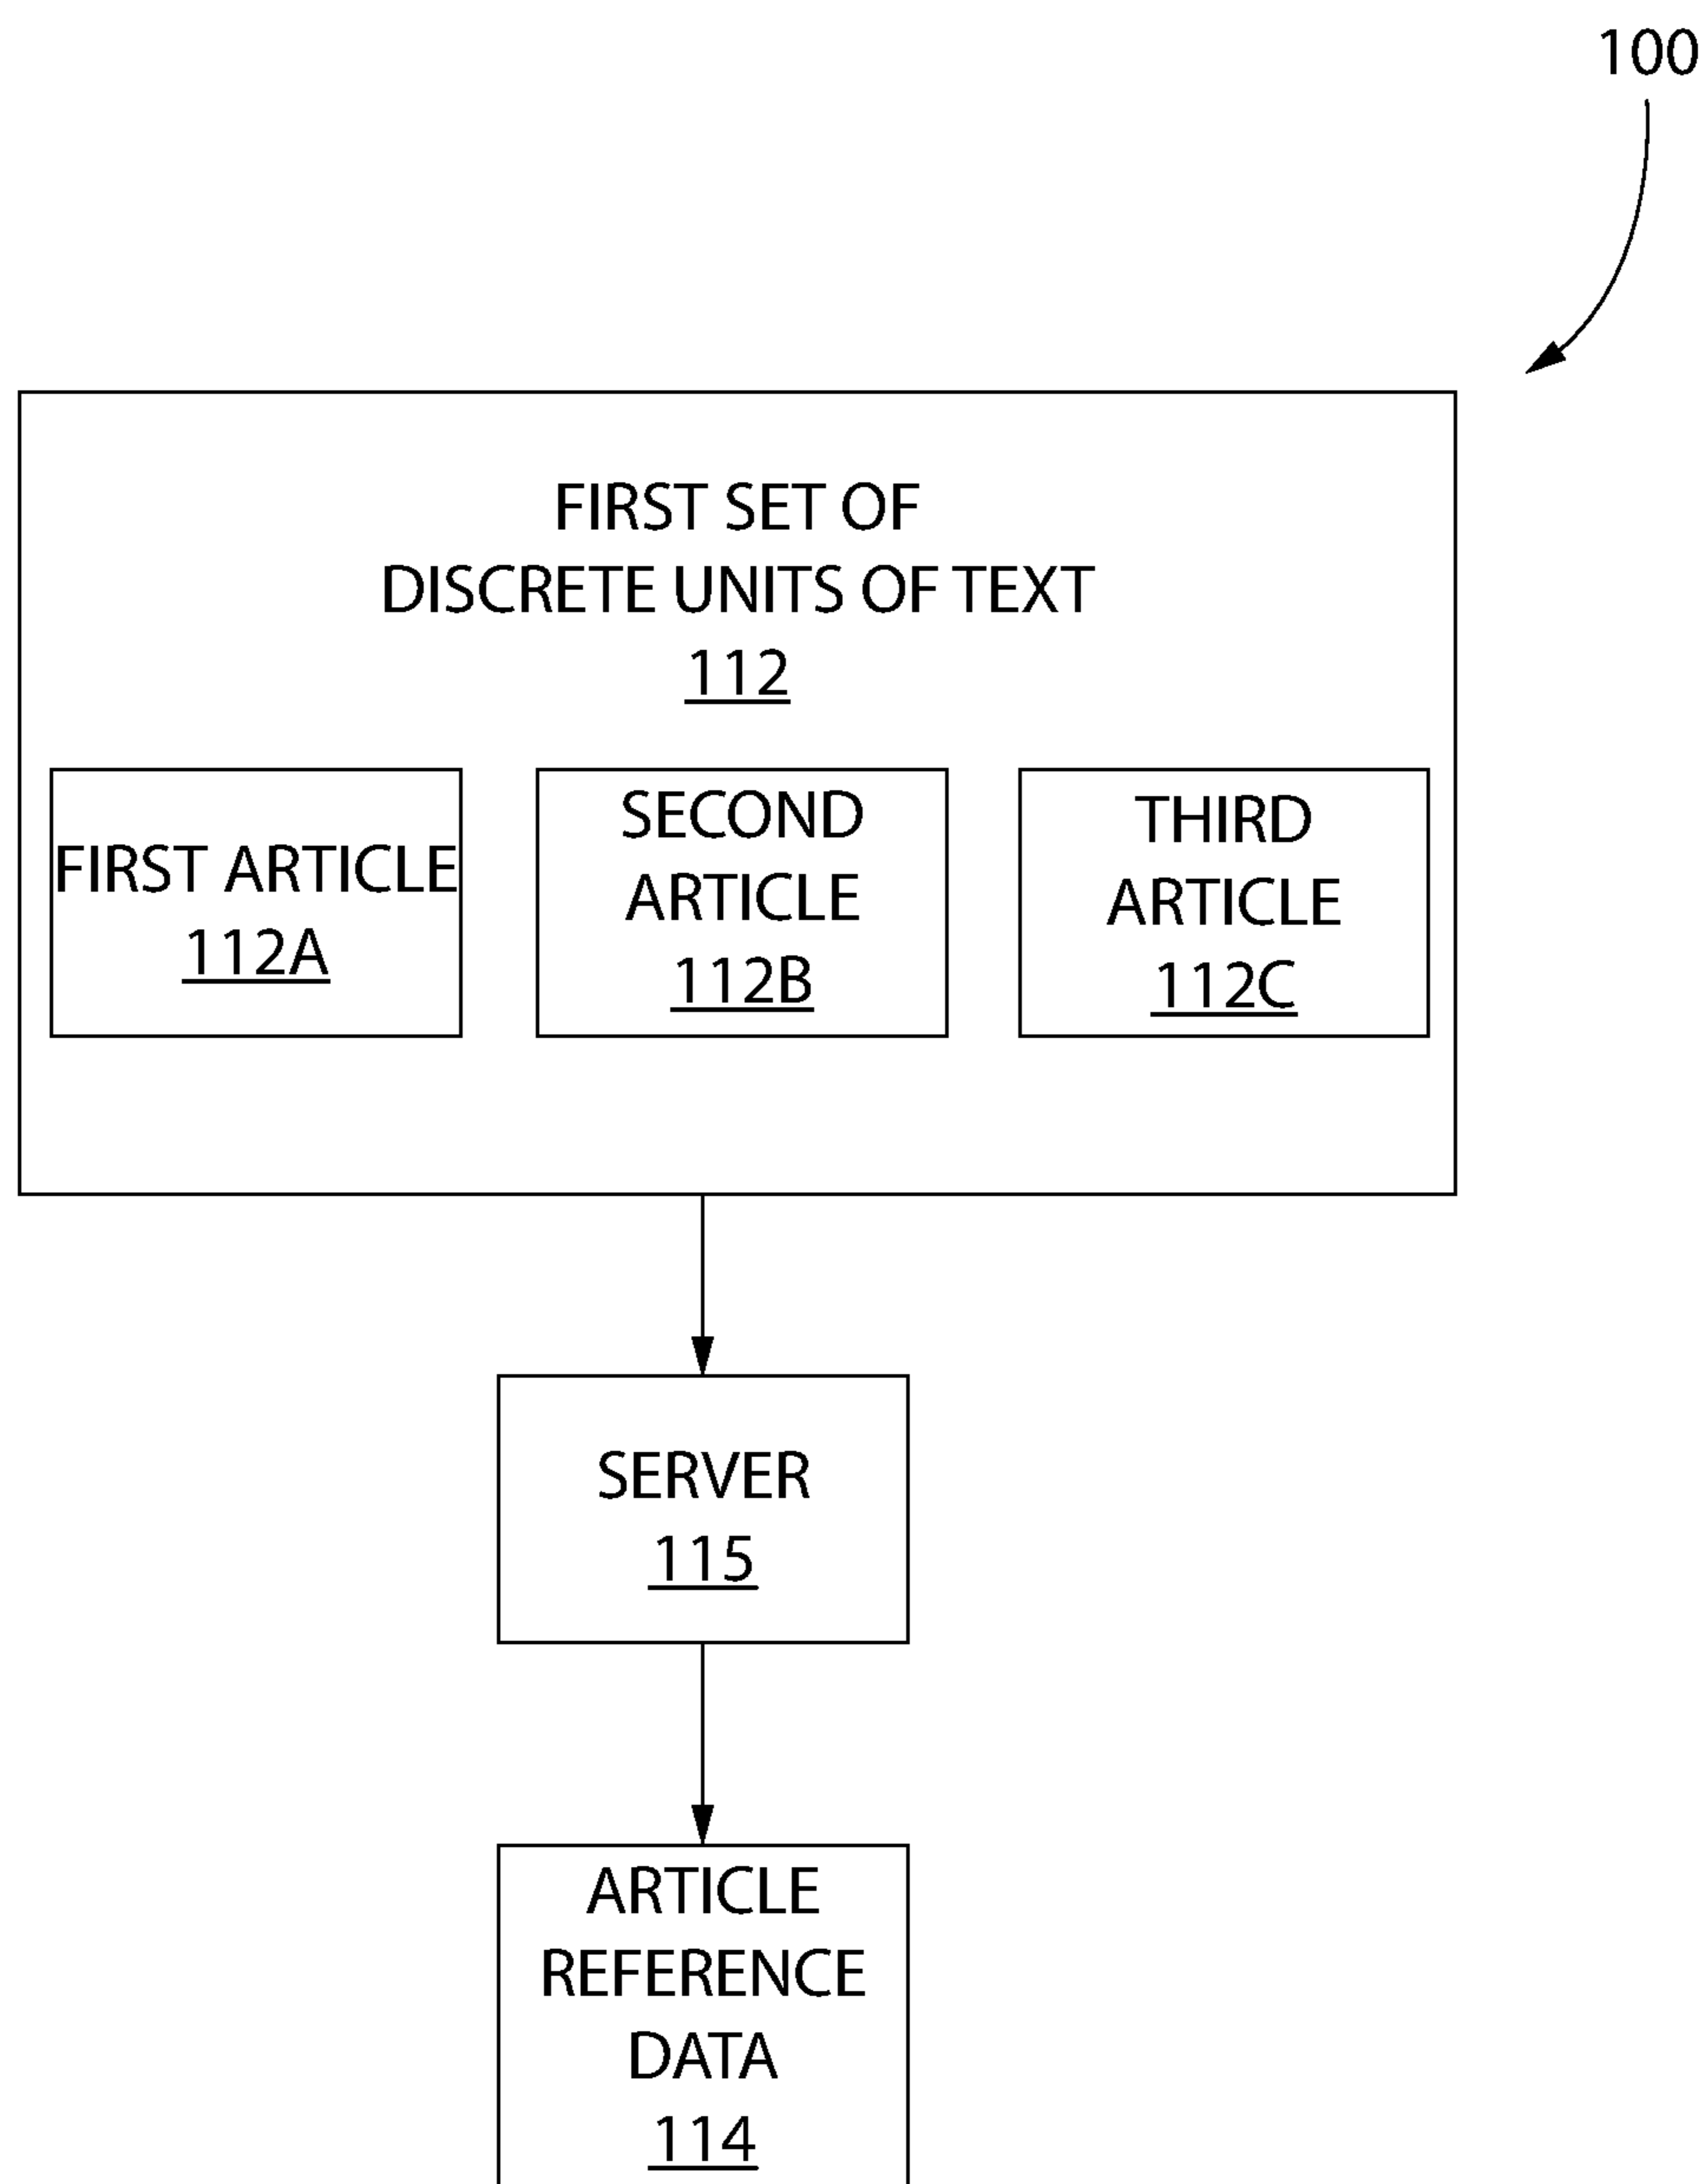 100
FIRST SET OF
DISCRETE UNITS OF TEXT
112
FIRST ARTICLE
112A
SECOND
ARTICLE
112B
THIRD
ARTICLE
112C
SERVER
115
ARTICLE
REFERENCE
DATA
114